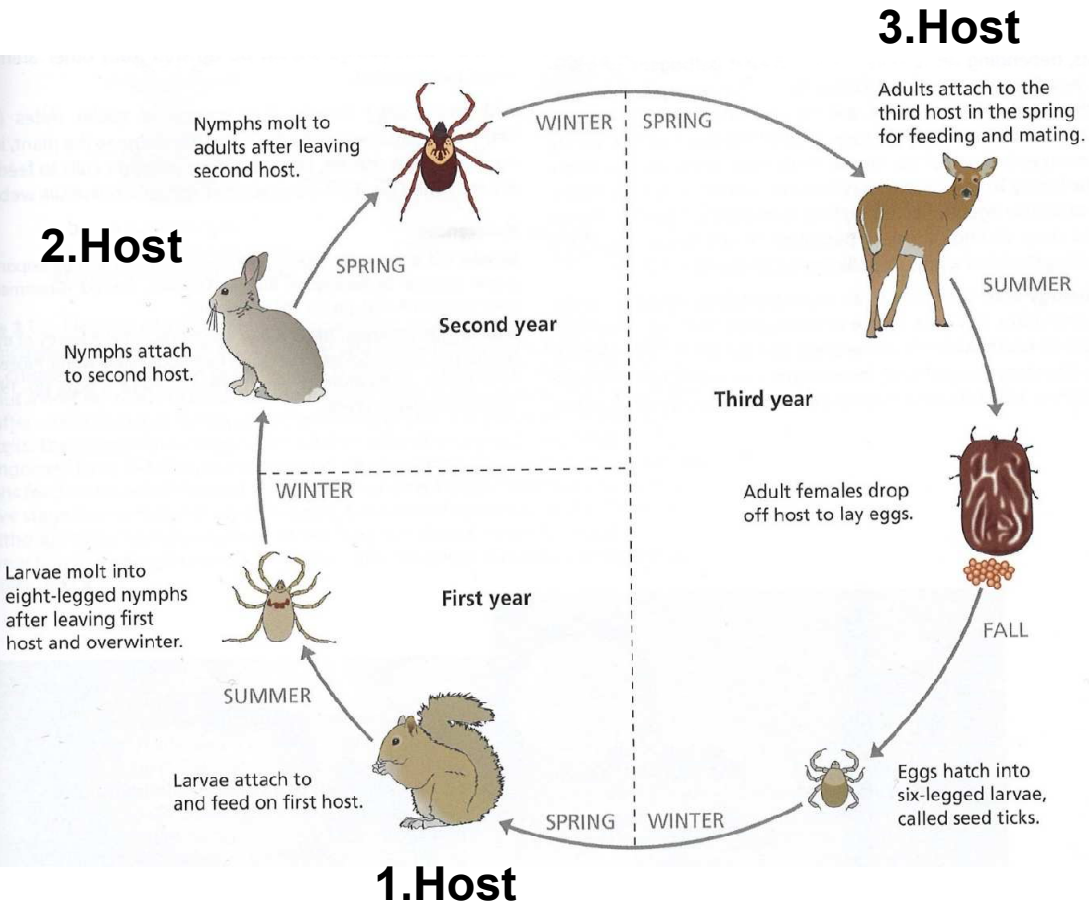 3.Host
Adults attach to the
third host in the spring
for feeding and mating.
WINTER
SPRING
Nymphs molt to
adults after leaving
second host.
2.Host
SPRING
SUMMER
Second year
Nymphs attach
to second host.
Third year
WINTER
Adult females drop
off host to lay eggs.
Larvae molt into
eight-legged nymphs
after leaving first
host and overwinter.
First year
FALL
SUMMER
Larvae attach to
and feed on first host.
Eggs hatch into
six-legged larvae,
called seed ticks.
SPRING
WINTER
1.Host